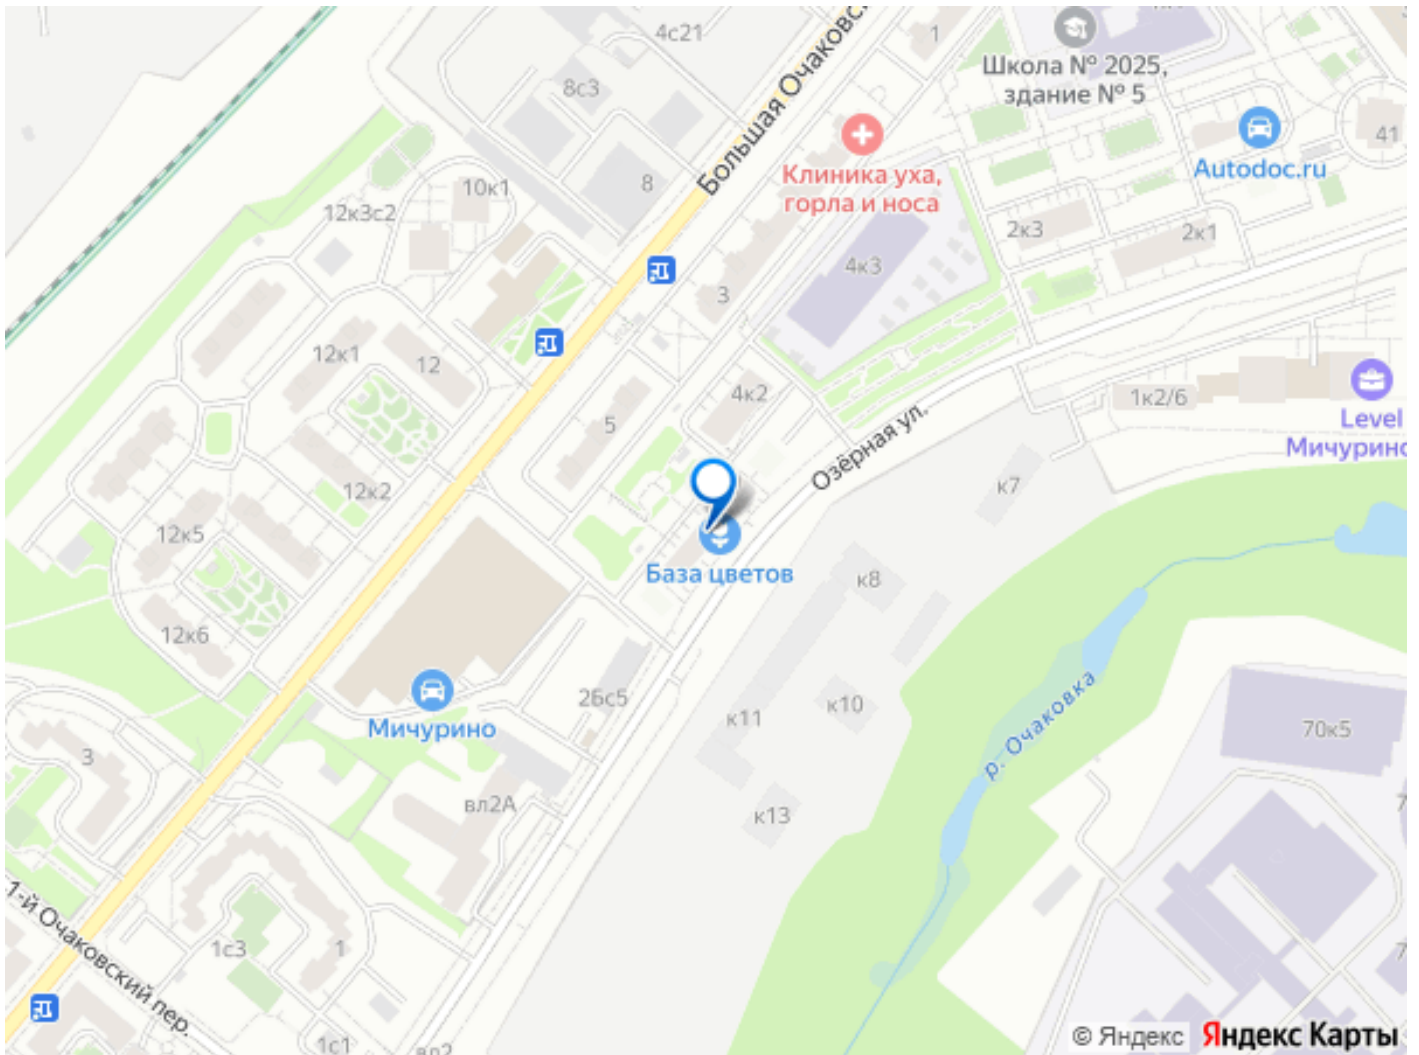 4с21
Большая Очаковс
1
Школа № 2025,
здание № 5
8с3
41
Autodoc.ru
8
Клиника уха,
горла и носа
10к1
12к3с2
2к3
2к1
4к3
3
12к1
12
4к2
1к2/6
Level
Мичурино
5
Озёрная ул.
12к2
к7
12к5
База цветов
к8
12к6
26с5
р. Очаковка
к11
к10
Мичурино
70к5
3
вл2А
к13
1-й Очаковский пер.
1с3
1
1с1
вл2
© Яндекс
Яндекс Карты